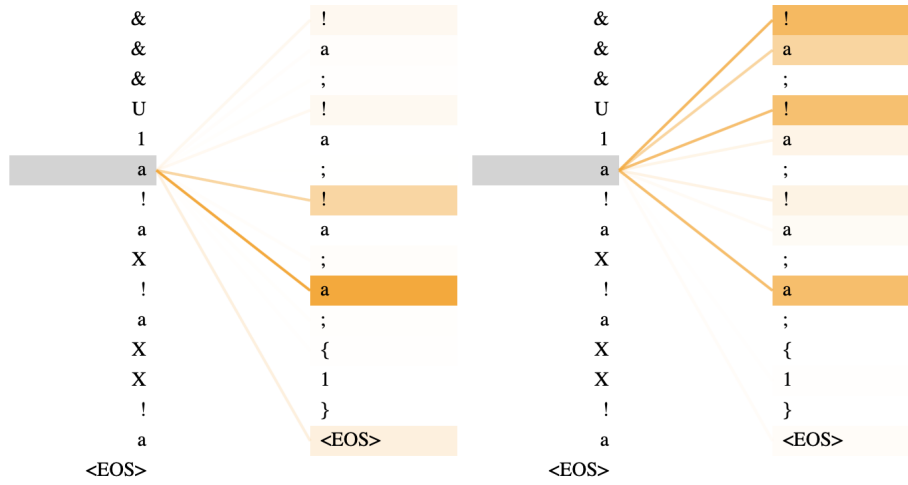 & ! & !
& a & a
& ; & ;
U ! U !
1 a 1 a
a ; a ;
! ! ! !
a a a a
X ; X ;
! a ! a
a ; a ;
X { X {
X 1 X 1
! } ! }
a <EOS> a <EOS>
<EOS> <EOS>